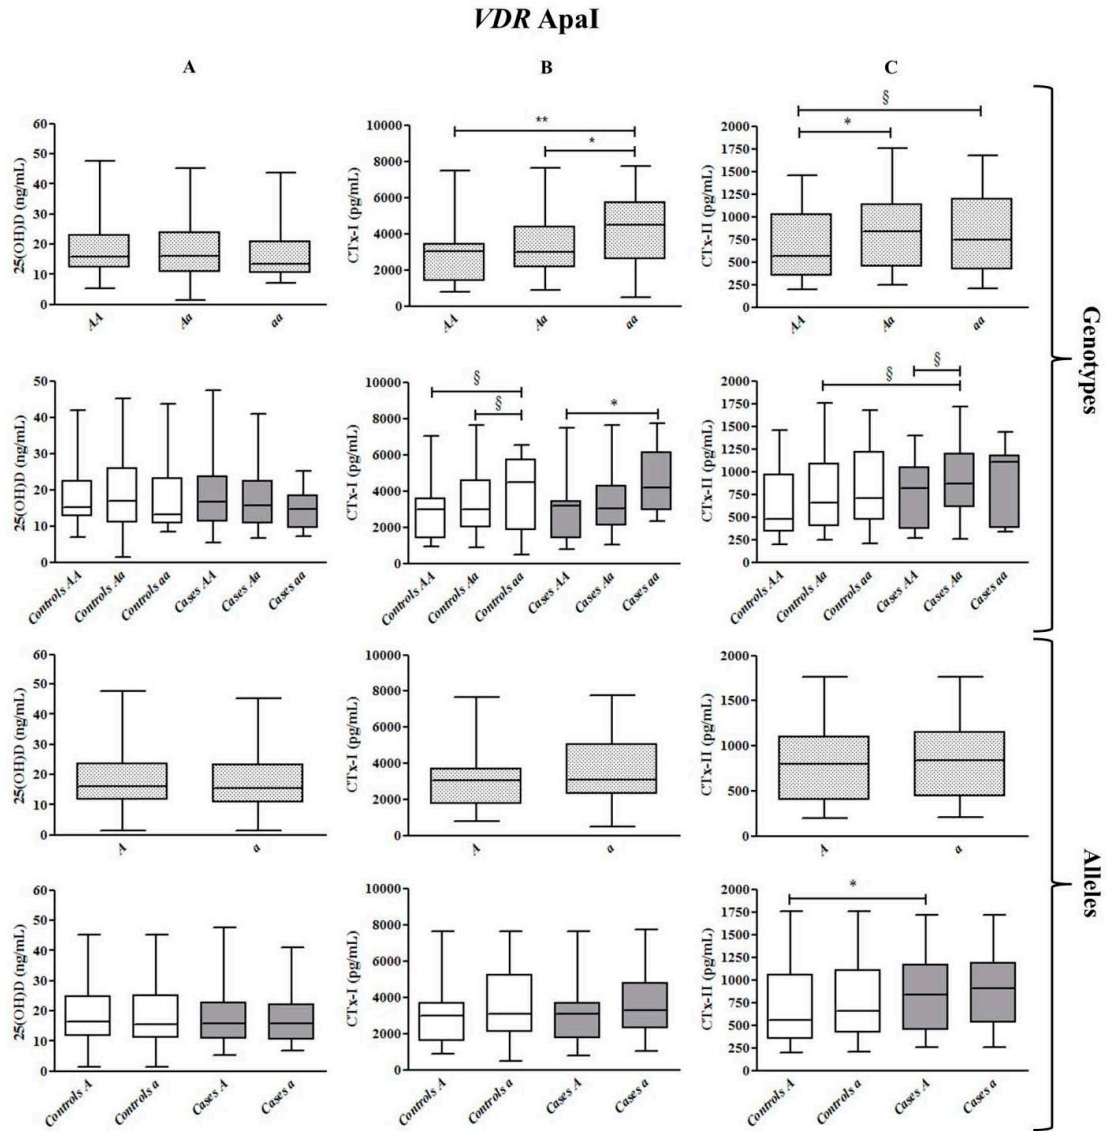 VDR ApaI
A
B
C
25(OH)D (ng/mL)
60
50
40
30
20
10
0
AA
Aa
aa
CTx-I (pg/mL)
10000
8000
6000
4000
2000
0
**
*
AA
Aa
aa
CTx-II (pg/mL)
2000
1750
1500
1250
1000
750
500
250
0
§
*
AA
Aa
aa
Genotypes
25(OH)D (ng/mL)
50
40
30
20
10
0
Controls AA
Controls Aa
Controls aa
Cases AA
Cases Aa
Cases aa
CTx-I (pg/mL)
10000
8000
6000
4000
2000
0
§
§
*
Controls AA
Controls Aa
Controls aa
Cases AA
Cases Aa
Cases aa
CTx-II (pg/mL)
2000
1750
1500
1250
1000
750
500
250
0
§
§
Controls AA
Controls Aa
Controls aa
Cases AA
Cases Aa
Cases aa
25(OH)D (ng/mL)
60
50
40
30
20
10
0
A
a
CTx-I (pg/mL)
10000
8000
6000
4000
2000
0
A
a
CTx-II (pg/mL)
2000
1500
1000
500
0
A
a
Alleles
25(OH)D (ng/mL)
60
50
40
30
20
10
0
Controls A
Controls a
Cases A
Cases a
CTx-I (pg/mL)
10000
8000
6000
4000
2000
0
Controls A
Controls a
Cases A
Cases a
CTx-II (pg/mL)
2000
1750
1500
1250
1000
750
500
250
0
*
Controls A
Controls a
Cases A
Cases a